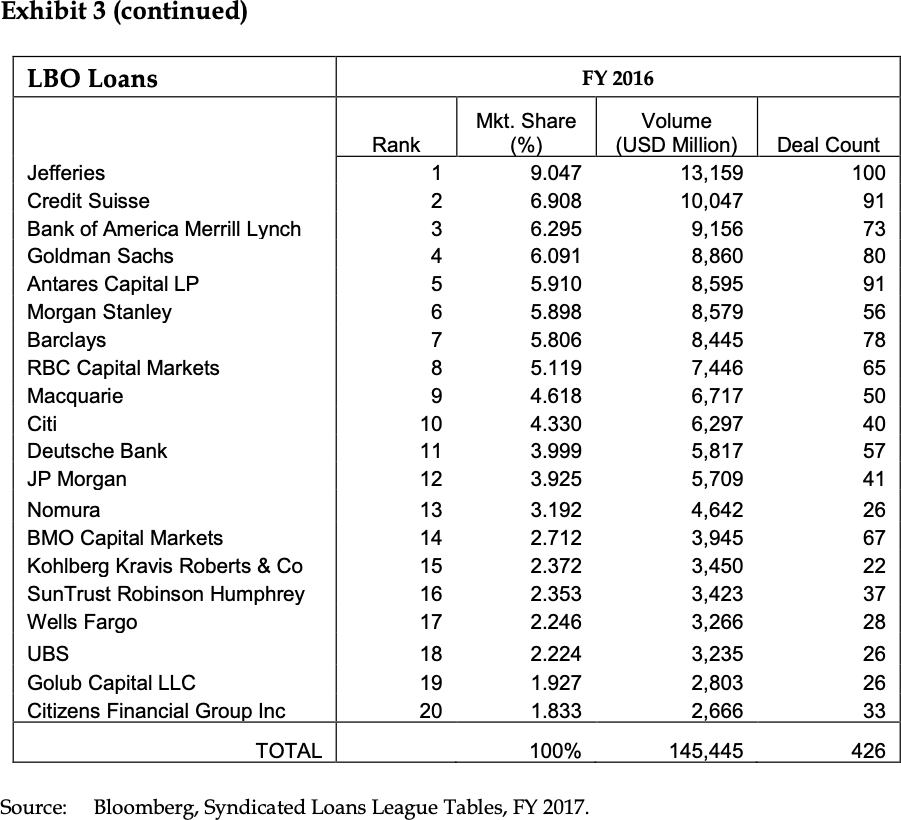 Exhibit 3 (continued)
LBO Loans FY 2016
Rank Mkt. Share (%) Volume (USD Million) Deal Count
Jefferies 1 9.047 13,159 100
Credit Suisse 2 6.908 10,047 91
Bank of America Merrill Lynch 3 6.295 9,156 73
Goldman Sachs 4 6.091 8,860 80
Antares Capital LP 5 5.910 8,595 91
Morgan Stanley 6 5.898 8,579 56
Barclays 7 5.806 8,445 78
RBC Capital Markets 8 5.119 7,446 65
Macquarie 9 4.618 6,717 50
Citi 10 4.330 6,297 40
Deutsche Bank 11 3.999 5,817 57
JP Morgan 12 3.925 5,709 41
Nomura 13 3.192 4,642 26
BMO Capital Markets 14 2.712 3,945 67
Kohlberg Kravis Roberts & Co 15 2.372 3,450 22
SunTrust Robinson Humphrey 16 2.353 3,423 37
Wells Fargo 17 2.246 3,266 28
UBS 18 2.224 3,235 26
Golub Capital LLC 19 1.927 2,803 26
Citizens Financial Group Inc 20 1.833 2,666 33
TOTAL 100% 145,445 426
Source: Bloomberg, Syndicated Loans League Tables, FY 2017.